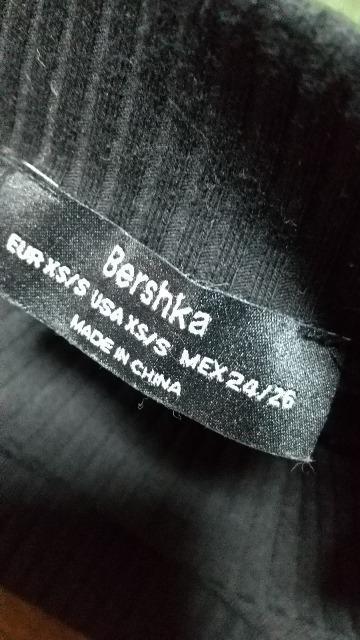 Bershka
EUR XS/S USA XS/S MEX 24/26
MADE IN CHINA